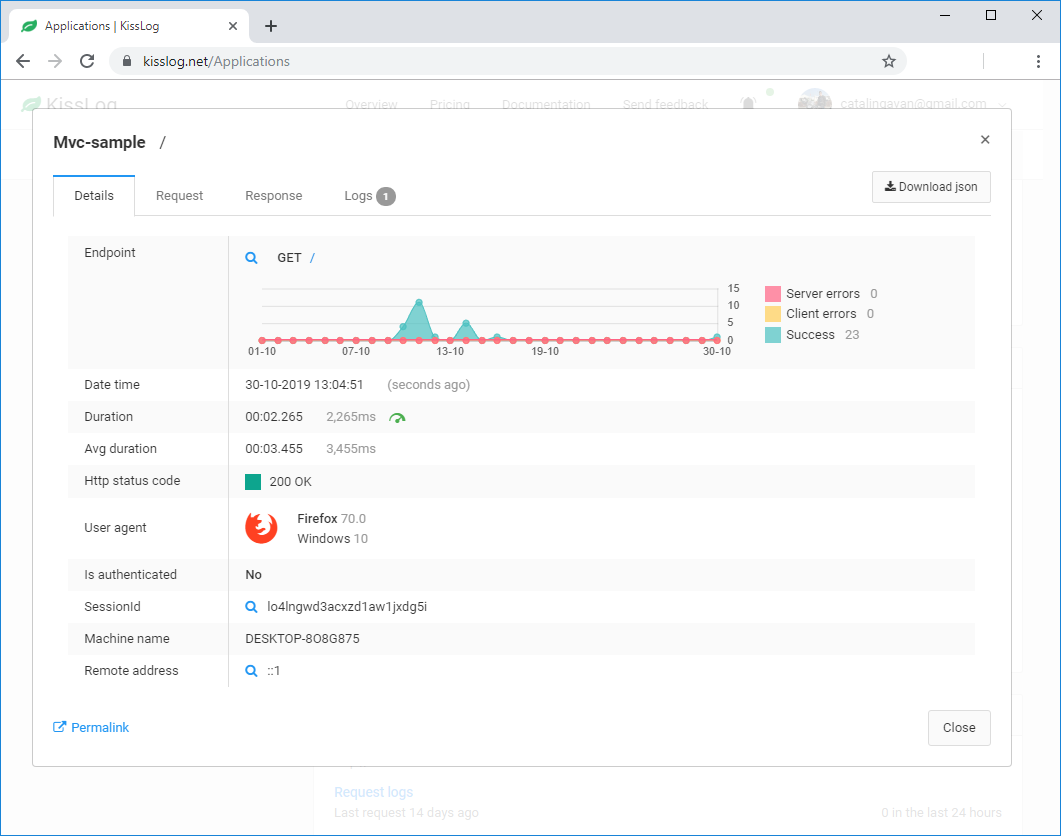 Applications | KissLog
kisslog.net/Applications
KissLog
Overview Pricing Documentation Send feedback catalingavan@gmail.com
Mvc-sample /
Details Request Response Logs 1
Download json
Endpoint
GET /
15
10
5
0
01-10 07-10 13-10 19-10 30-10
Server errors 0
Client errors 0
Success 23
Date time 30-10-2019 13:04:51 (seconds ago)
Duration 00:02.265 2,265ms
Avg duration 00:03.455 3,455ms
Http status code 200 OK
User agent
Firefox 70.0
Windows 10
Is authenticated No
SessionId lo4lngwd3acxzd1aw1jxdg5i
Machine name DESKTOP-8O8G875
Remote address ::1
Permalink
Close
Request logs
Last request 14 days ago 0 in the last 24 hours